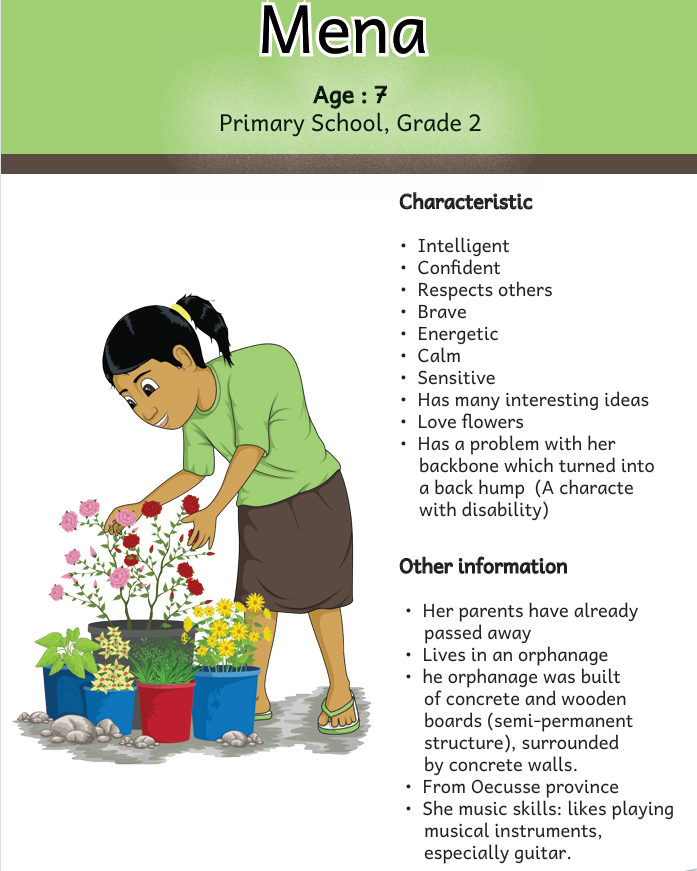 Mena
Age : 7
Primary School, Grade 2
Characteristic
• Intelligent
• Confident
• Respects others
• Brave
• Energetic
• Calm
• Sensitive
• Has many interesting ideas
• Love flowers
• Has a problem with her
backbone which turned into
a back hump (A characte
with disability)
Other information
• Her parents have already
passed away
• Lives in an orphanage
• he orphanage was built
of concrete and wooden
boards (semi-permanent
structure), surrounded
by concrete walls.
• From Oecusse province
• She music skills: likes playing
musical instruments,
especially guitar.